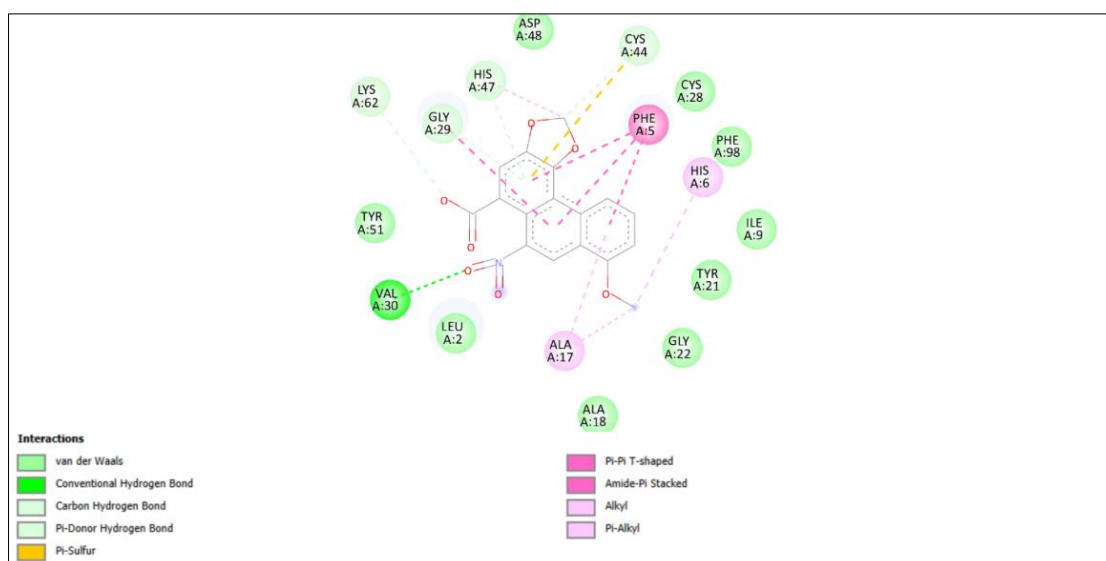 ASP
A:48
CYS
A:44
HIS
A:47
CYS
A:28
LYS
A:62
GLY
A:29
PHE
A:5
PHE
A:98
HIS
A:6
O
O
O
TYR
A:51
ILE
A:9
O
N
O
TYR
A:21
VAL
A:30
O
O
LEU
A:2
ALA
A:17
GLY
A:22
ALA
A:18
Interactions
van der Waals
Conventional Hydrogen Bond
Carbon Hydrogen Bond
Pi-Donor Hydrogen Bond
Pi-Sulfur
Pi-Pi T-shaped
Amide-Pi Stacked
Alkyl
Pi-Alkyl